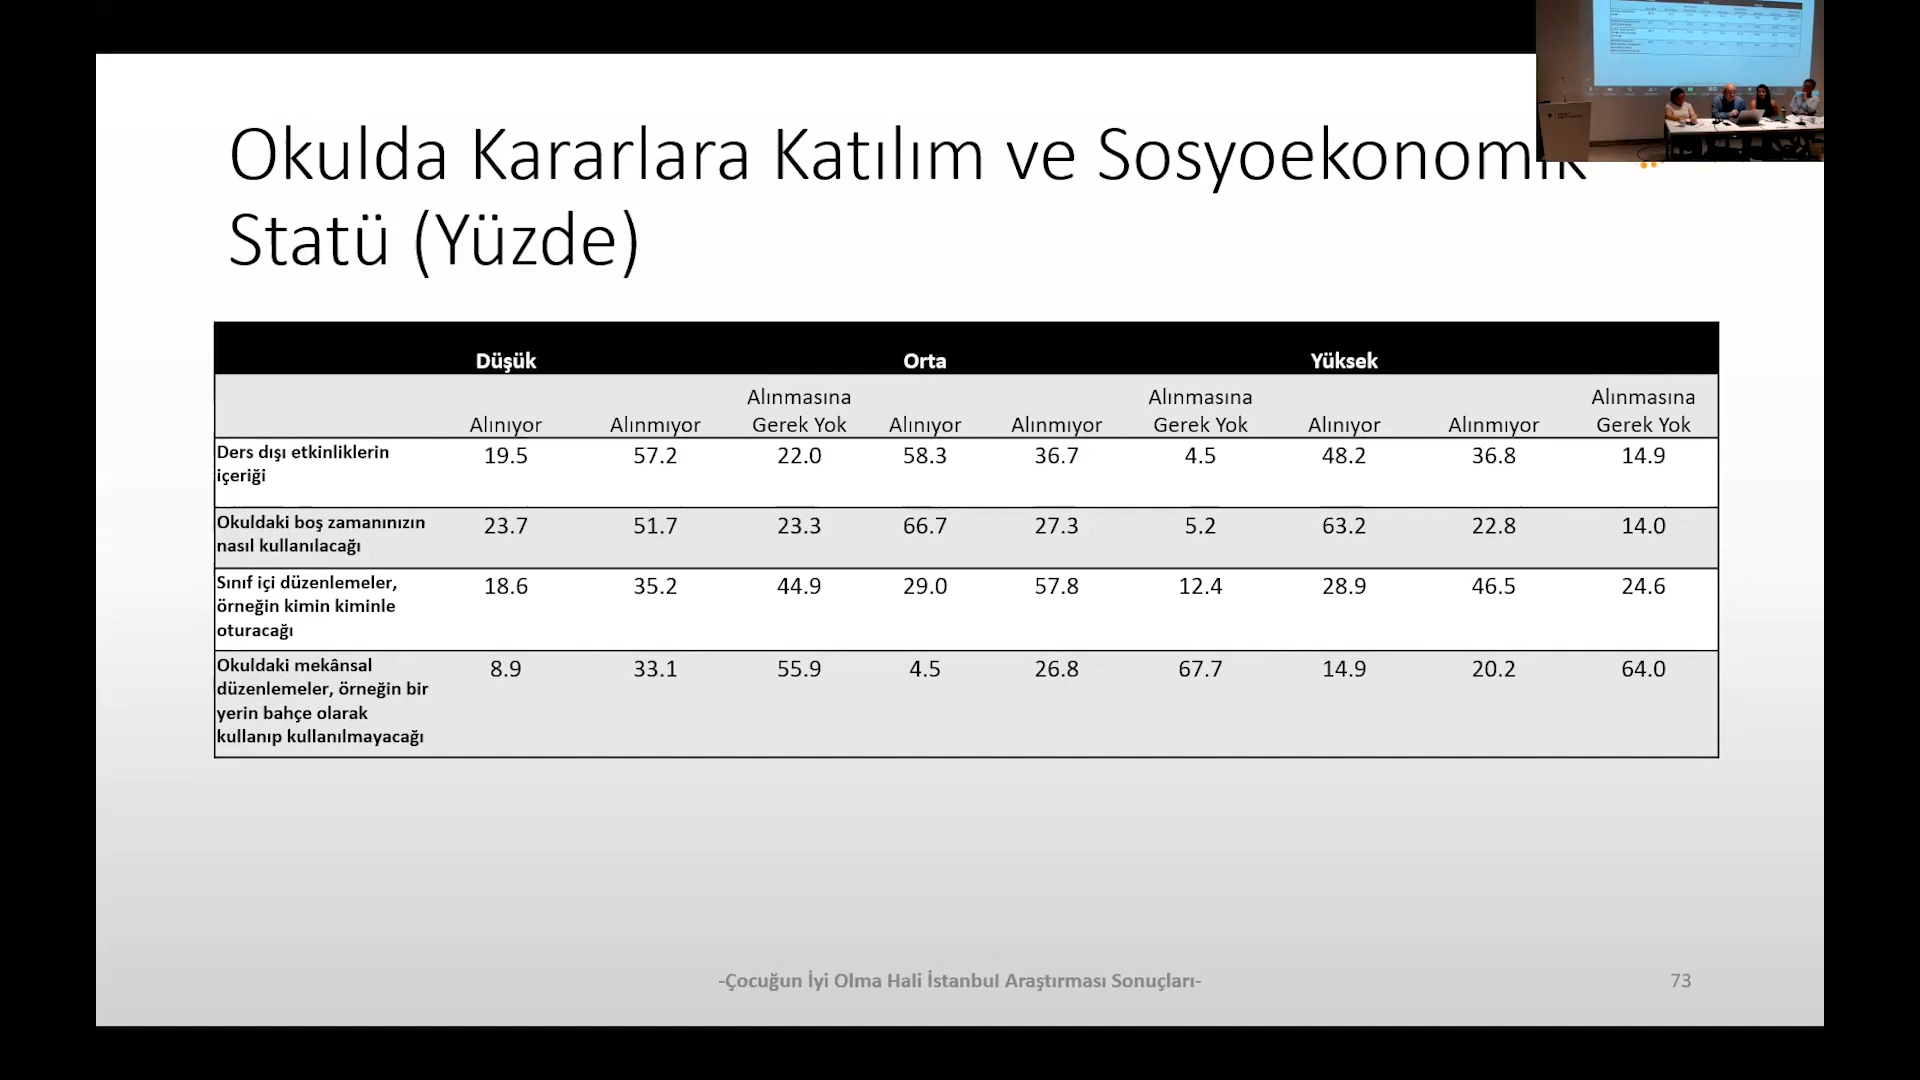 Okulda Kararlara Katılım ve Sosyoekonomik
Statü (Yüzde)
Düşük Orta Yüksek
Alınıyor Alınmıyor Alınmasına Gerek Yok Alınıyor Alınmıyor Alınmasına Gerek Yok Alınıyor Alınmıyor Alınmasına Gerek Yok
Ders dışı etkinliklerin 19.5 57.2 22.0 58.3 36.7 4.5 48.2 36.8 14.9
içeriği
Okuldaki boş zamanınızın 23.7 51.7 23.3 66.7 27.3 5.2 63.2 22.8 14.0
nasıl kullanılacağı
Sınıf içi düzenlemeler, 18.6 35.2 44.9 29.0 57.8 12.4 28.9 46.5 24.6
örneğin kimin kiminle
oturacağı
Okuldaki mekânsal 8.9 33.1 55.9 4.5 26.8 67.7 14.9 20.2 64.0
düzenlemeler, örneğin bir
yerin bahçe olarak
kullanıp kullanılmayacağı
-Çocuğun İyi Olma Hali İstanbul Araştırması Sonuçları-
73